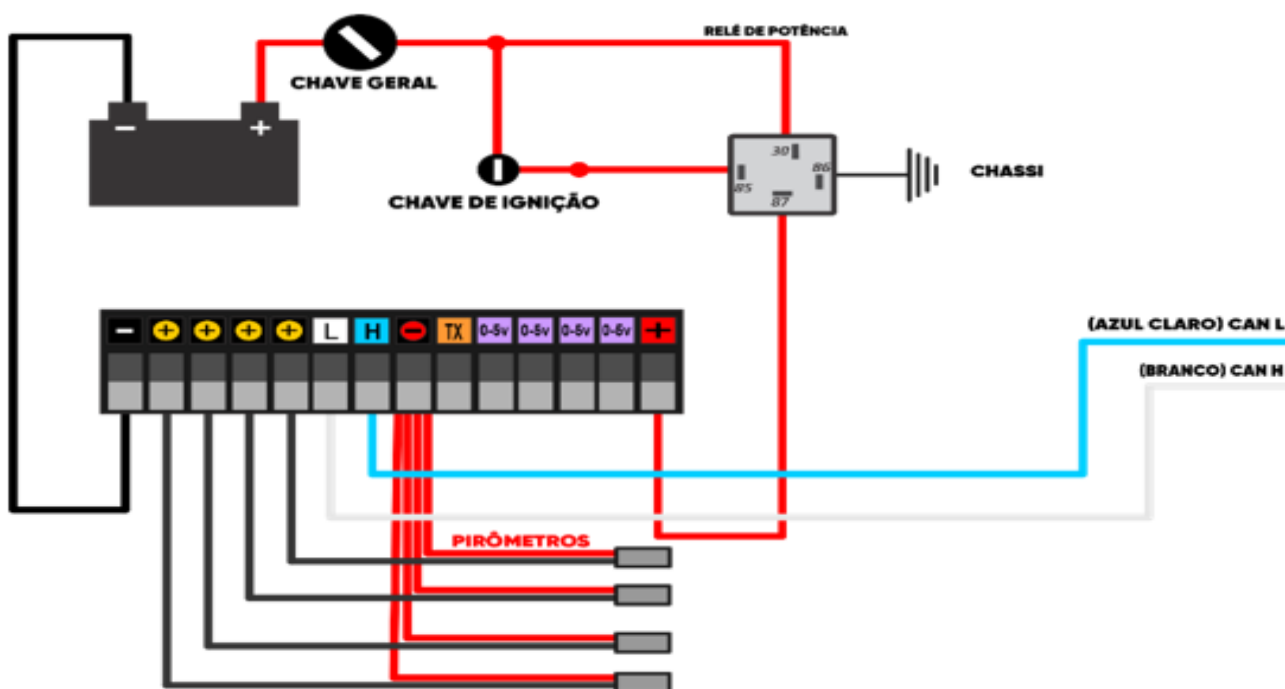 RELÉ DE POTÊNCIA
CHAVE GERAL
- +
30
86
85
87
CHASSI
CHAVE DE IGNIÇÃO
- + + + + L H - TX 0-5v 0-5v 0-5v 0-5v +
(AZUL CLARO) CAN L
(BRANCO) CAN H
PIRÔMETROS